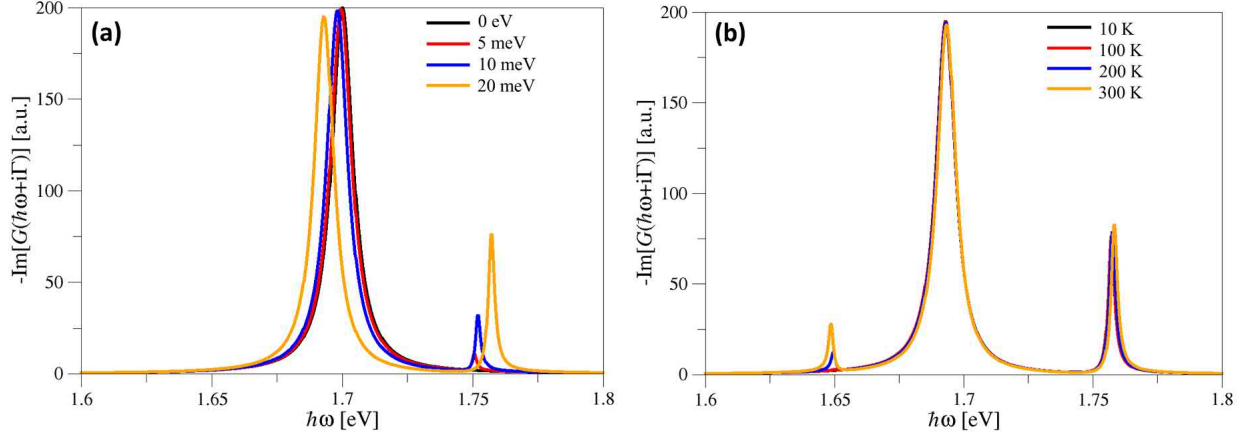 (a)
0 eV
5 meV
10 meV
20 meV
-Im[G(ħω+iΓ)] [a.u.]
200
150
100
50
0
1.6
1.65
1.7
1.75
1.8
ħω [eV]
(b)
10 K
100 K
200 K
300 K
-Im[G(ħω+iΓ)] [a.u.]
200
150
100
50
0
1.6
1.65
1.7
1.75
1.8
ħω [eV]